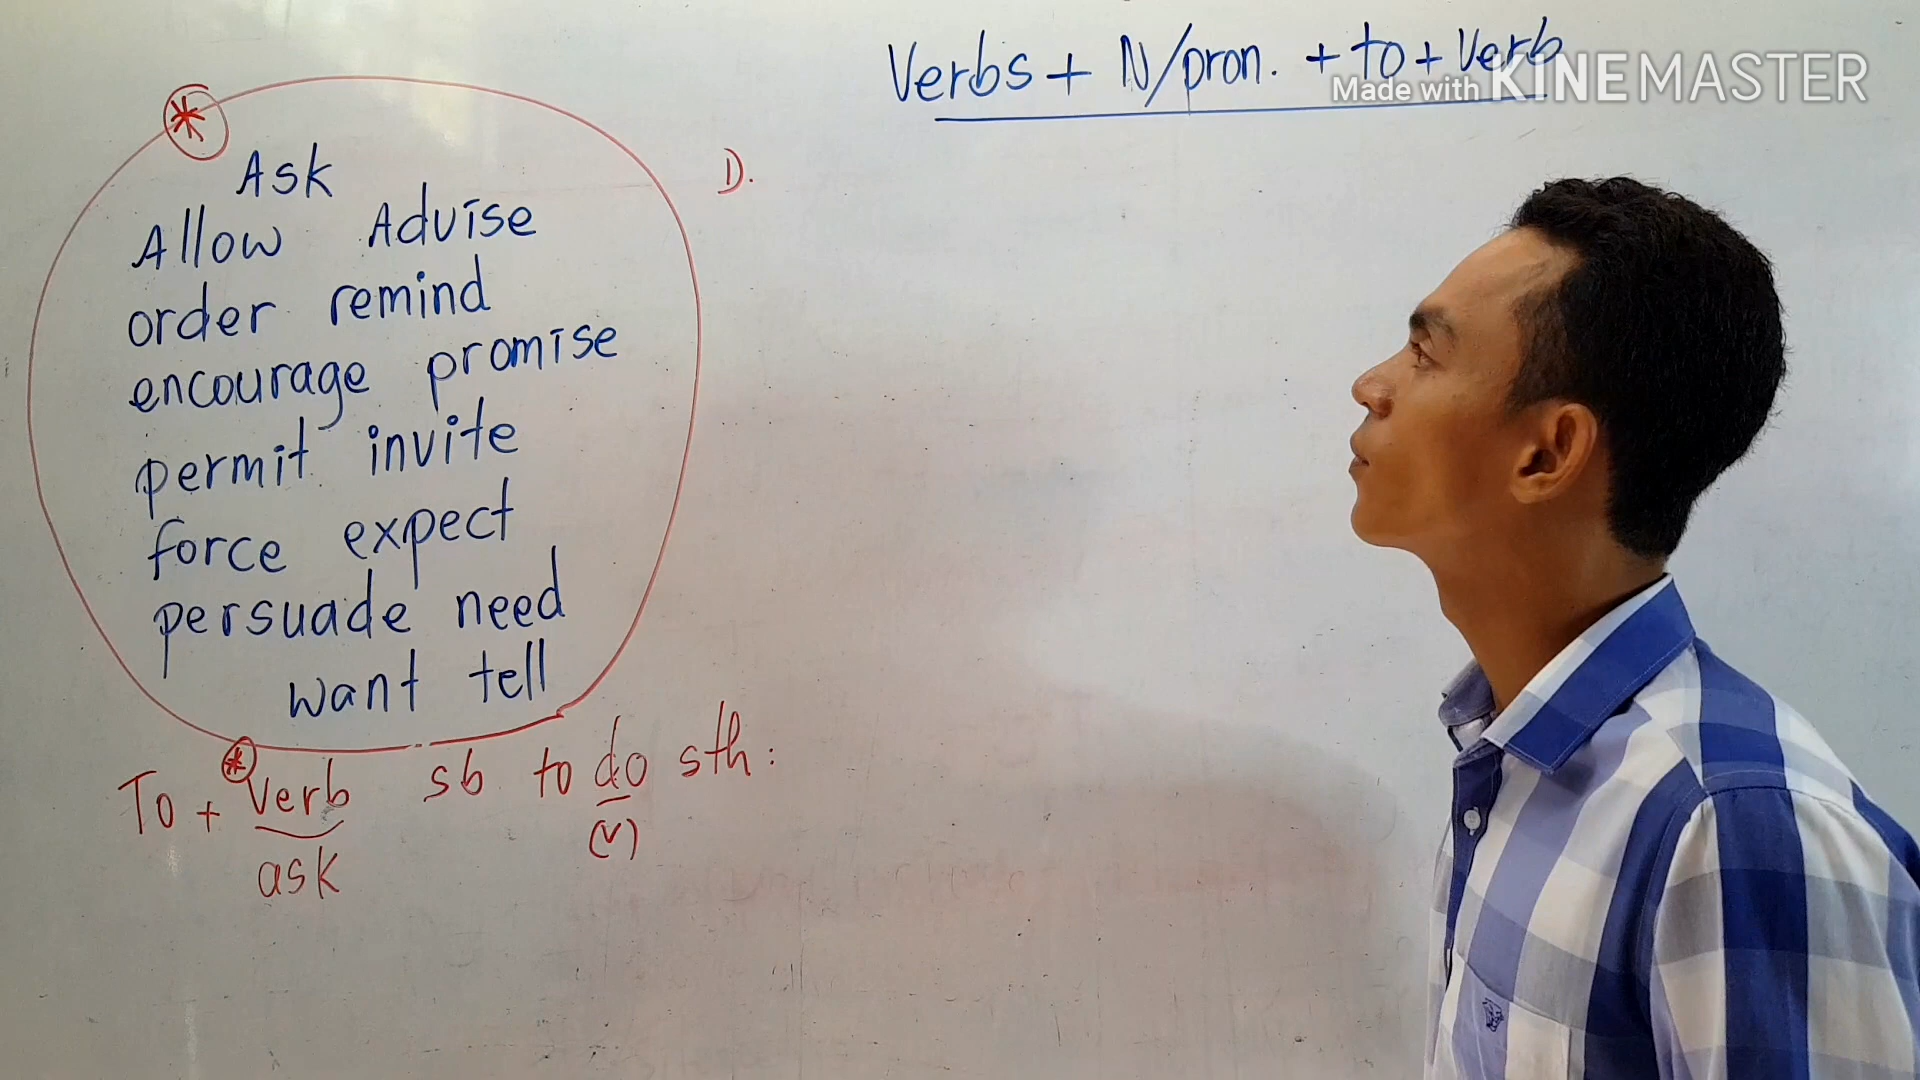 Verbs + N/pron. + to + Verb
Made with KINEMASTER
*
Ask
Allow Advise
order remind
encourage promise
permit invite
force expect
persuade need
want tell
D.
*
To + Verb sb to do sth:
ask (v)